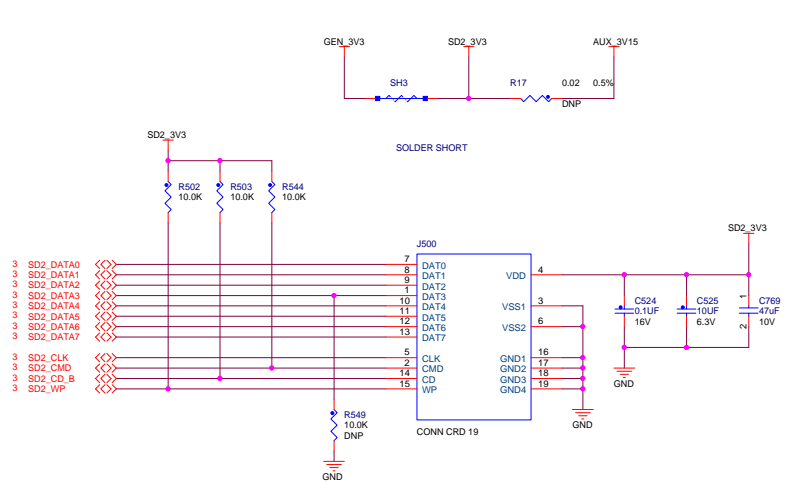 GEN_3V3 SD2_3V3 AUX_3V15
SH3 R17 0.02 0.5%
DNP
SOLDER SHORT
SD2_3V3
R502 R503 R544
10.0K 10.0K 10.0K
J500
SD2_3V3
3 SD2_DATA0 7 DAT0
3 SD2_DATA1 8 DAT1 VDD 4
3 SD2_DATA2 9 DAT2
3 SD2_DATA3 1 DAT3
3 SD2_DATA4 10 DAT4 VSS1 3
3 SD2_DATA5 11 DAT5
3 SD2_DATA6 12 DAT6 VSS2 6
3 SD2_DATA7 13 DAT7
1 C524 C525 C769
0.1UF 10UF 47uF
16V 6.3V 2 10V
3 SD2_CLK 5 CLK GND1 16
3 SD2_CMD 2 CMD GND2 17
3 SD2_CD_B 14 CD GND3 18
3 SD2_WP 15 WP GND4 19
GND
R549
10.0K
DNP
CONN CRD 19
GND
GND